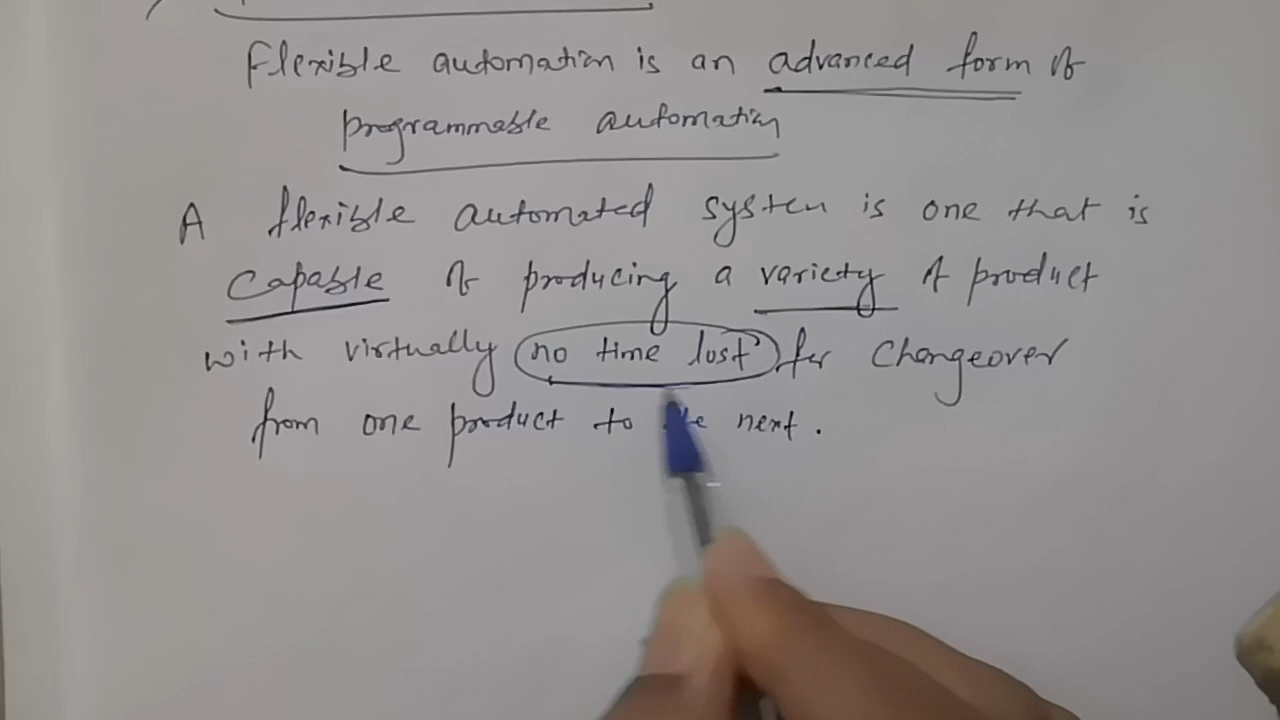 Flexible automation is an advanced form of
programmable automation
A flexible automated system is one that is
capable of producing a variety of product
with virtually no time lost for changeover
from one product to the next.